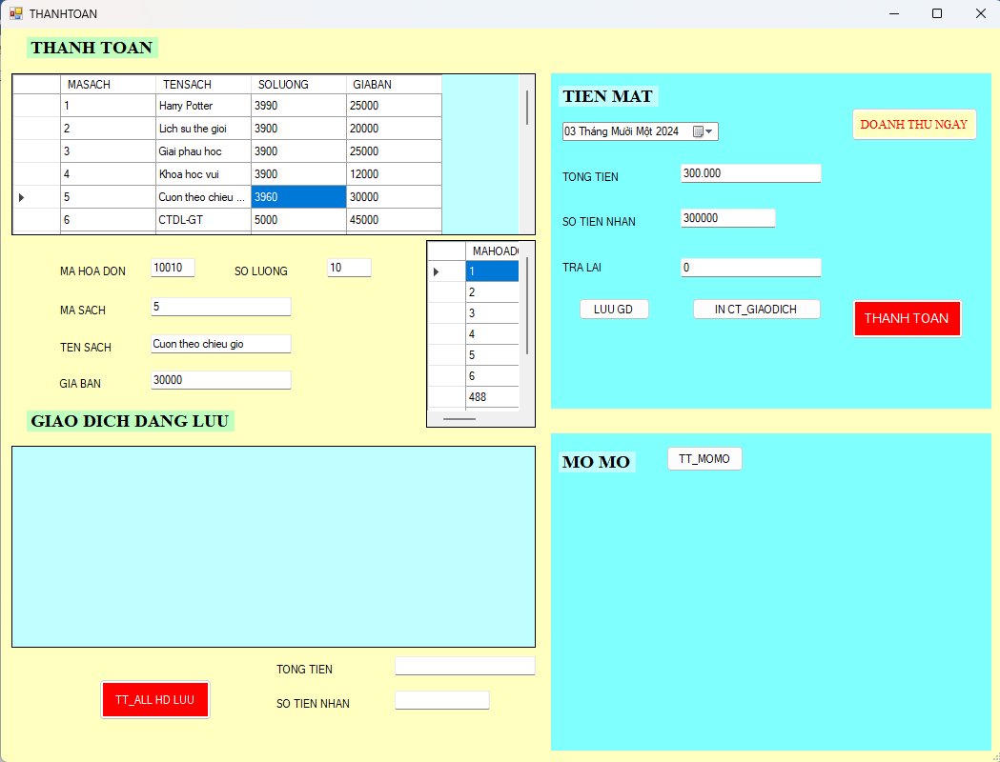 THANHTOAN
THANH TOAN
MASACH TENSACH SOLUONG GIABAN
1 Harry Potter 3990 25000
2 Lich su the gioi 3900 20000
3 Giai phau hoc 3900 25000
4 Khoa hoc vui 3900 12000
5 Cuon theo chieu ... 3960 30000
6 CTDL-GT 5000 45000
MA HOA DON 10010 SO LUONG 10
MA SACH 5
TEN SACH Cuon theo chieu gio
GIA BAN 30000
MAHOADO
1
2
3
4
5
6
488
GIAO DICH DANG LUU
TT_ALL HD LUU
TONG TIEN
SO TIEN NHAN
TIEN MAT
03 Tháng Mười Một 2024
DOANH THU NGAY
TONG TIEN 300.000
SO TIEN NHAN 300000
TRA LAI 0
LUU GD IN CT_GIAODICH THANH TOAN
MO MO TT_MOMO